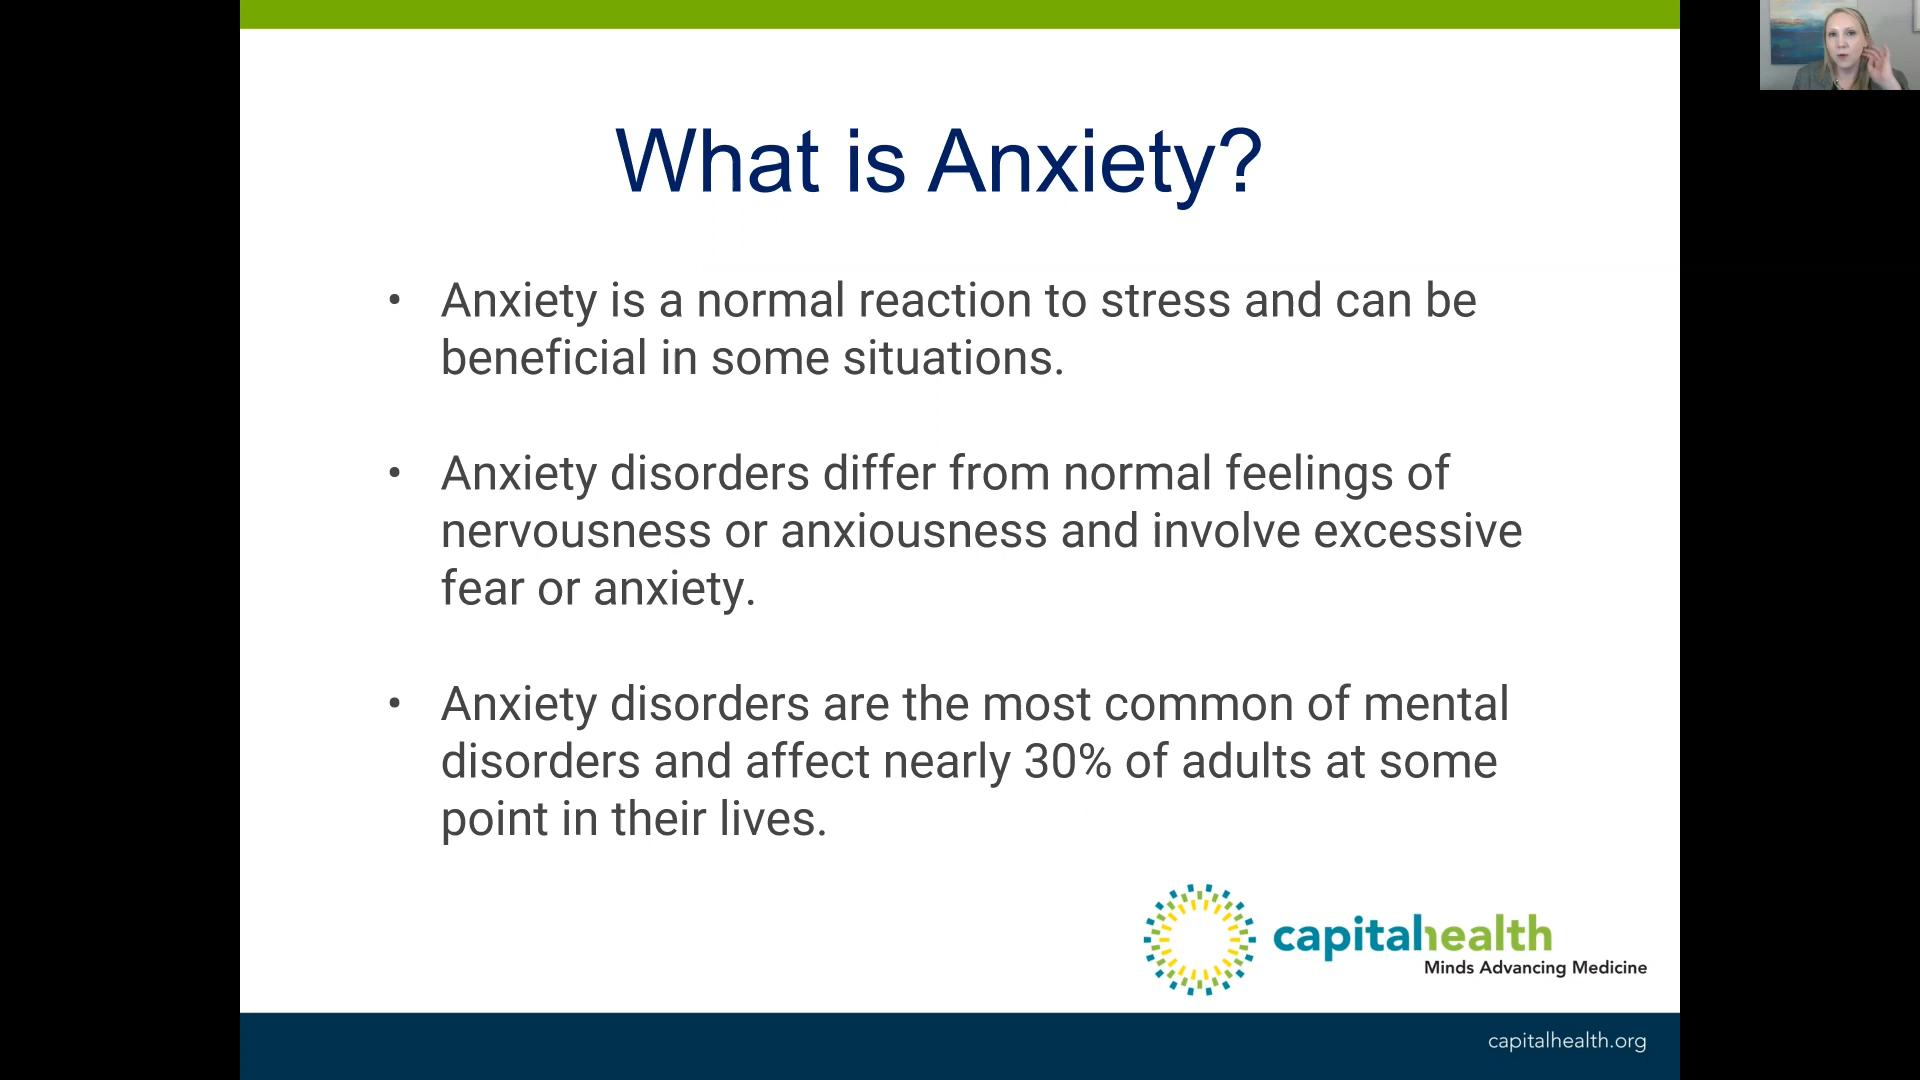 What is Anxiety?
• Anxiety is a normal reaction to stress and can be
beneficial in some situations.
• Anxiety disorders differ from normal feelings of
nervousness or anxiousness and involve excessive
fear or anxiety.
• Anxiety disorders are the most common of mental
disorders and affect nearly 30% of adults at some
point in their lives.
capitalhealth
Minds Advancing Medicine
capitalhealth.org